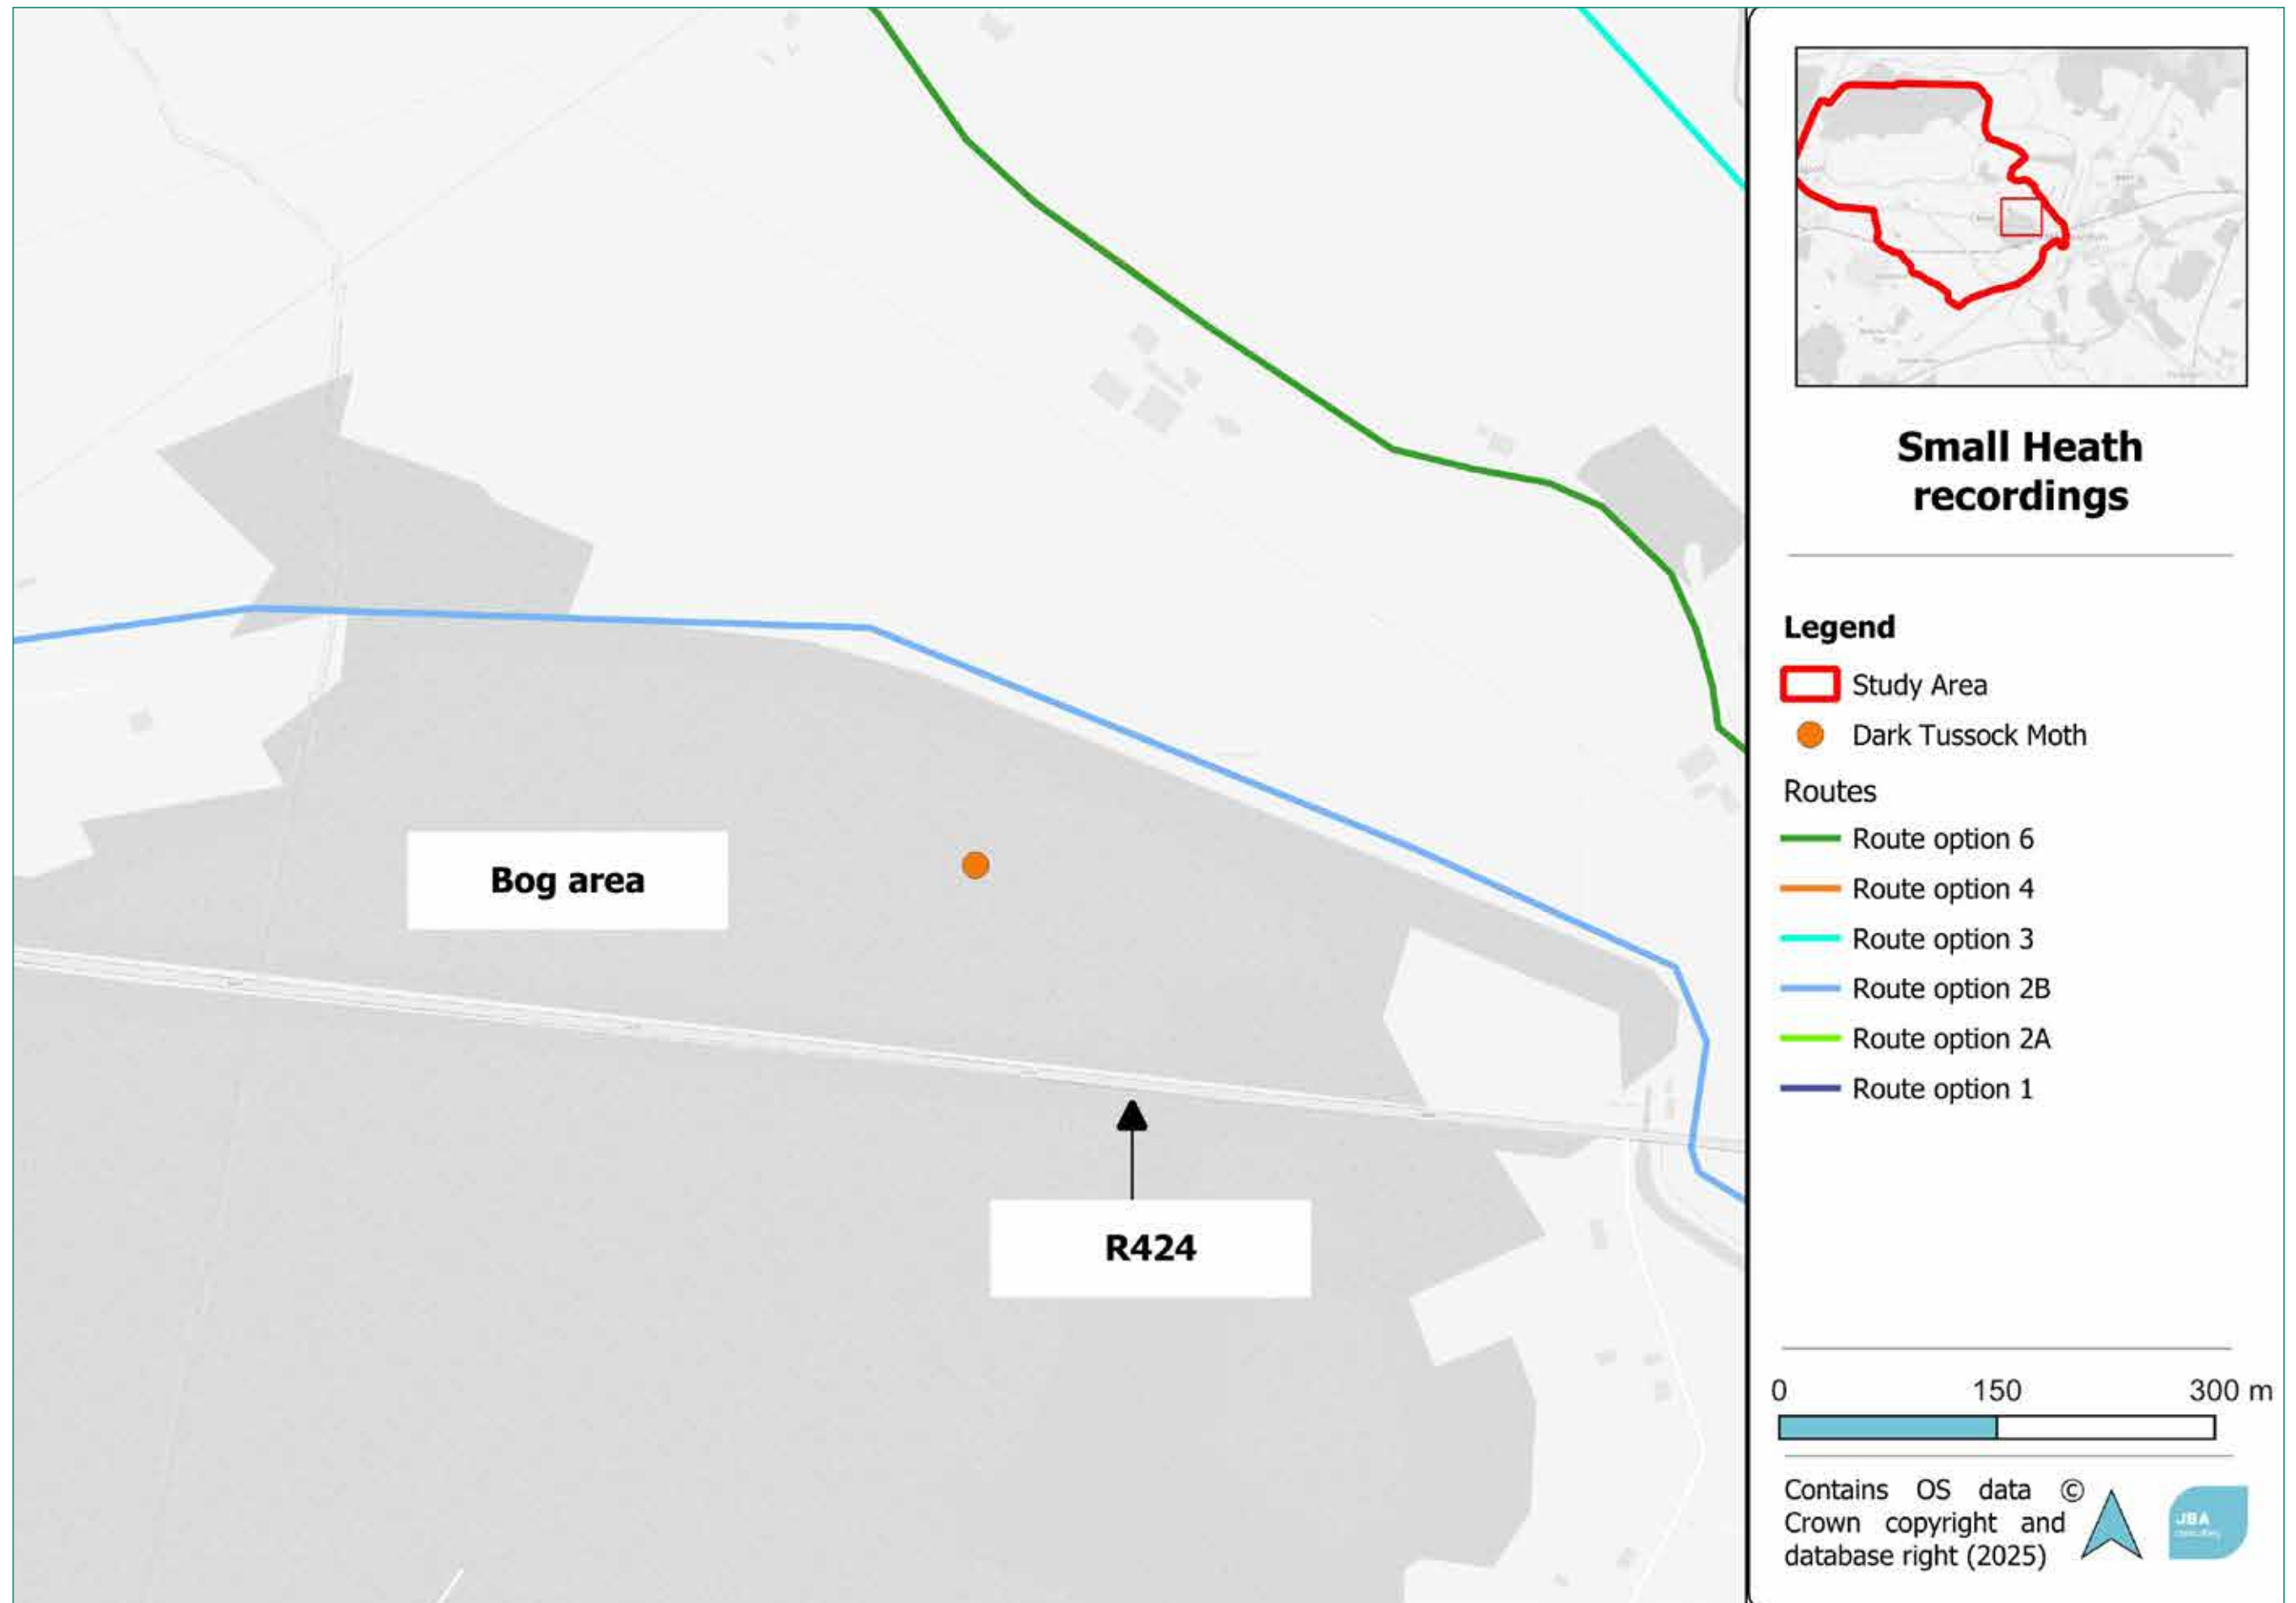 Bog area
R424
Small Heath
recordings
Legend
Study Area
Dark Tussock Moth
Routes
Route option 6
Route option 4
Route option 3
Route option 2B
Route option 2A
Route option 1
0 150 300 m
Contains OS data ©
Crown copyright and
database right (2025)
JBA
consulting